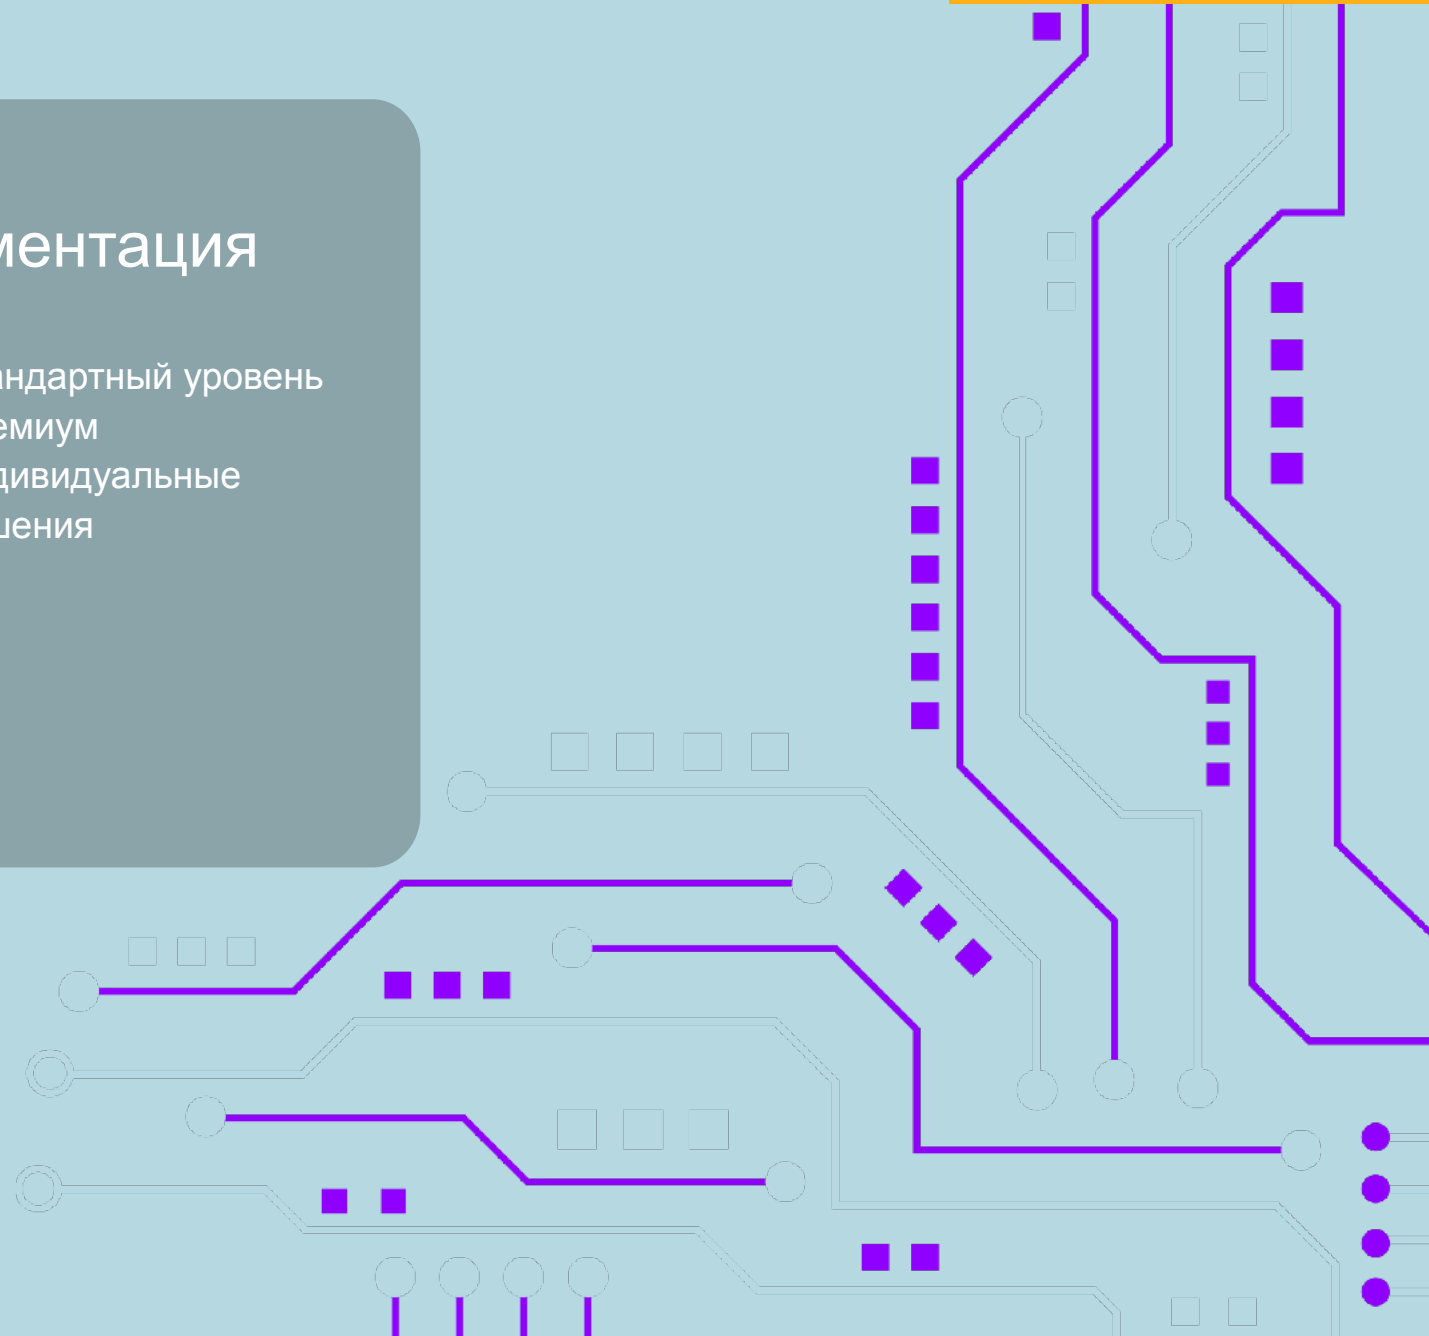 ментация
андартный уровень
емиум
дивидуальные
шения